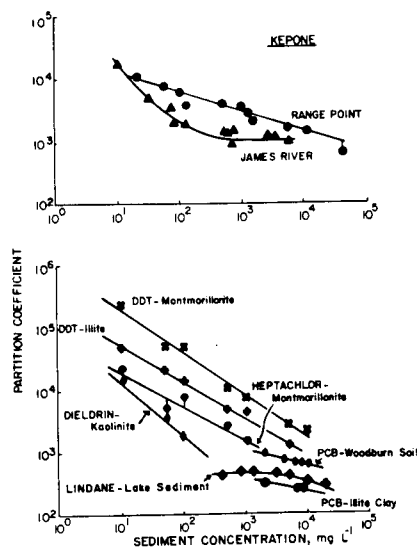 KEPONE
10⁵
10⁴
10³
10²
RANGE POINT
JAMES RIVER
10⁰ 10¹ 10² 10³ 10⁴ 10⁵
PARTITION COEFFICIENT
10⁶
10⁵
10⁴
10³
10²
DDT-Montmorillonite
DDT-Illite
HEPTACHLOR-
Montmorillonite
DIELDRIN-
Kaolinite
PCB-Woodburn Soil
LINDANE-Lake Sediment
PCB-Illite Clay
10⁰ 10¹ 10² 10³ 10⁴ 10⁵
SEDIMENT CONCENTRATION, mg L⁻¹